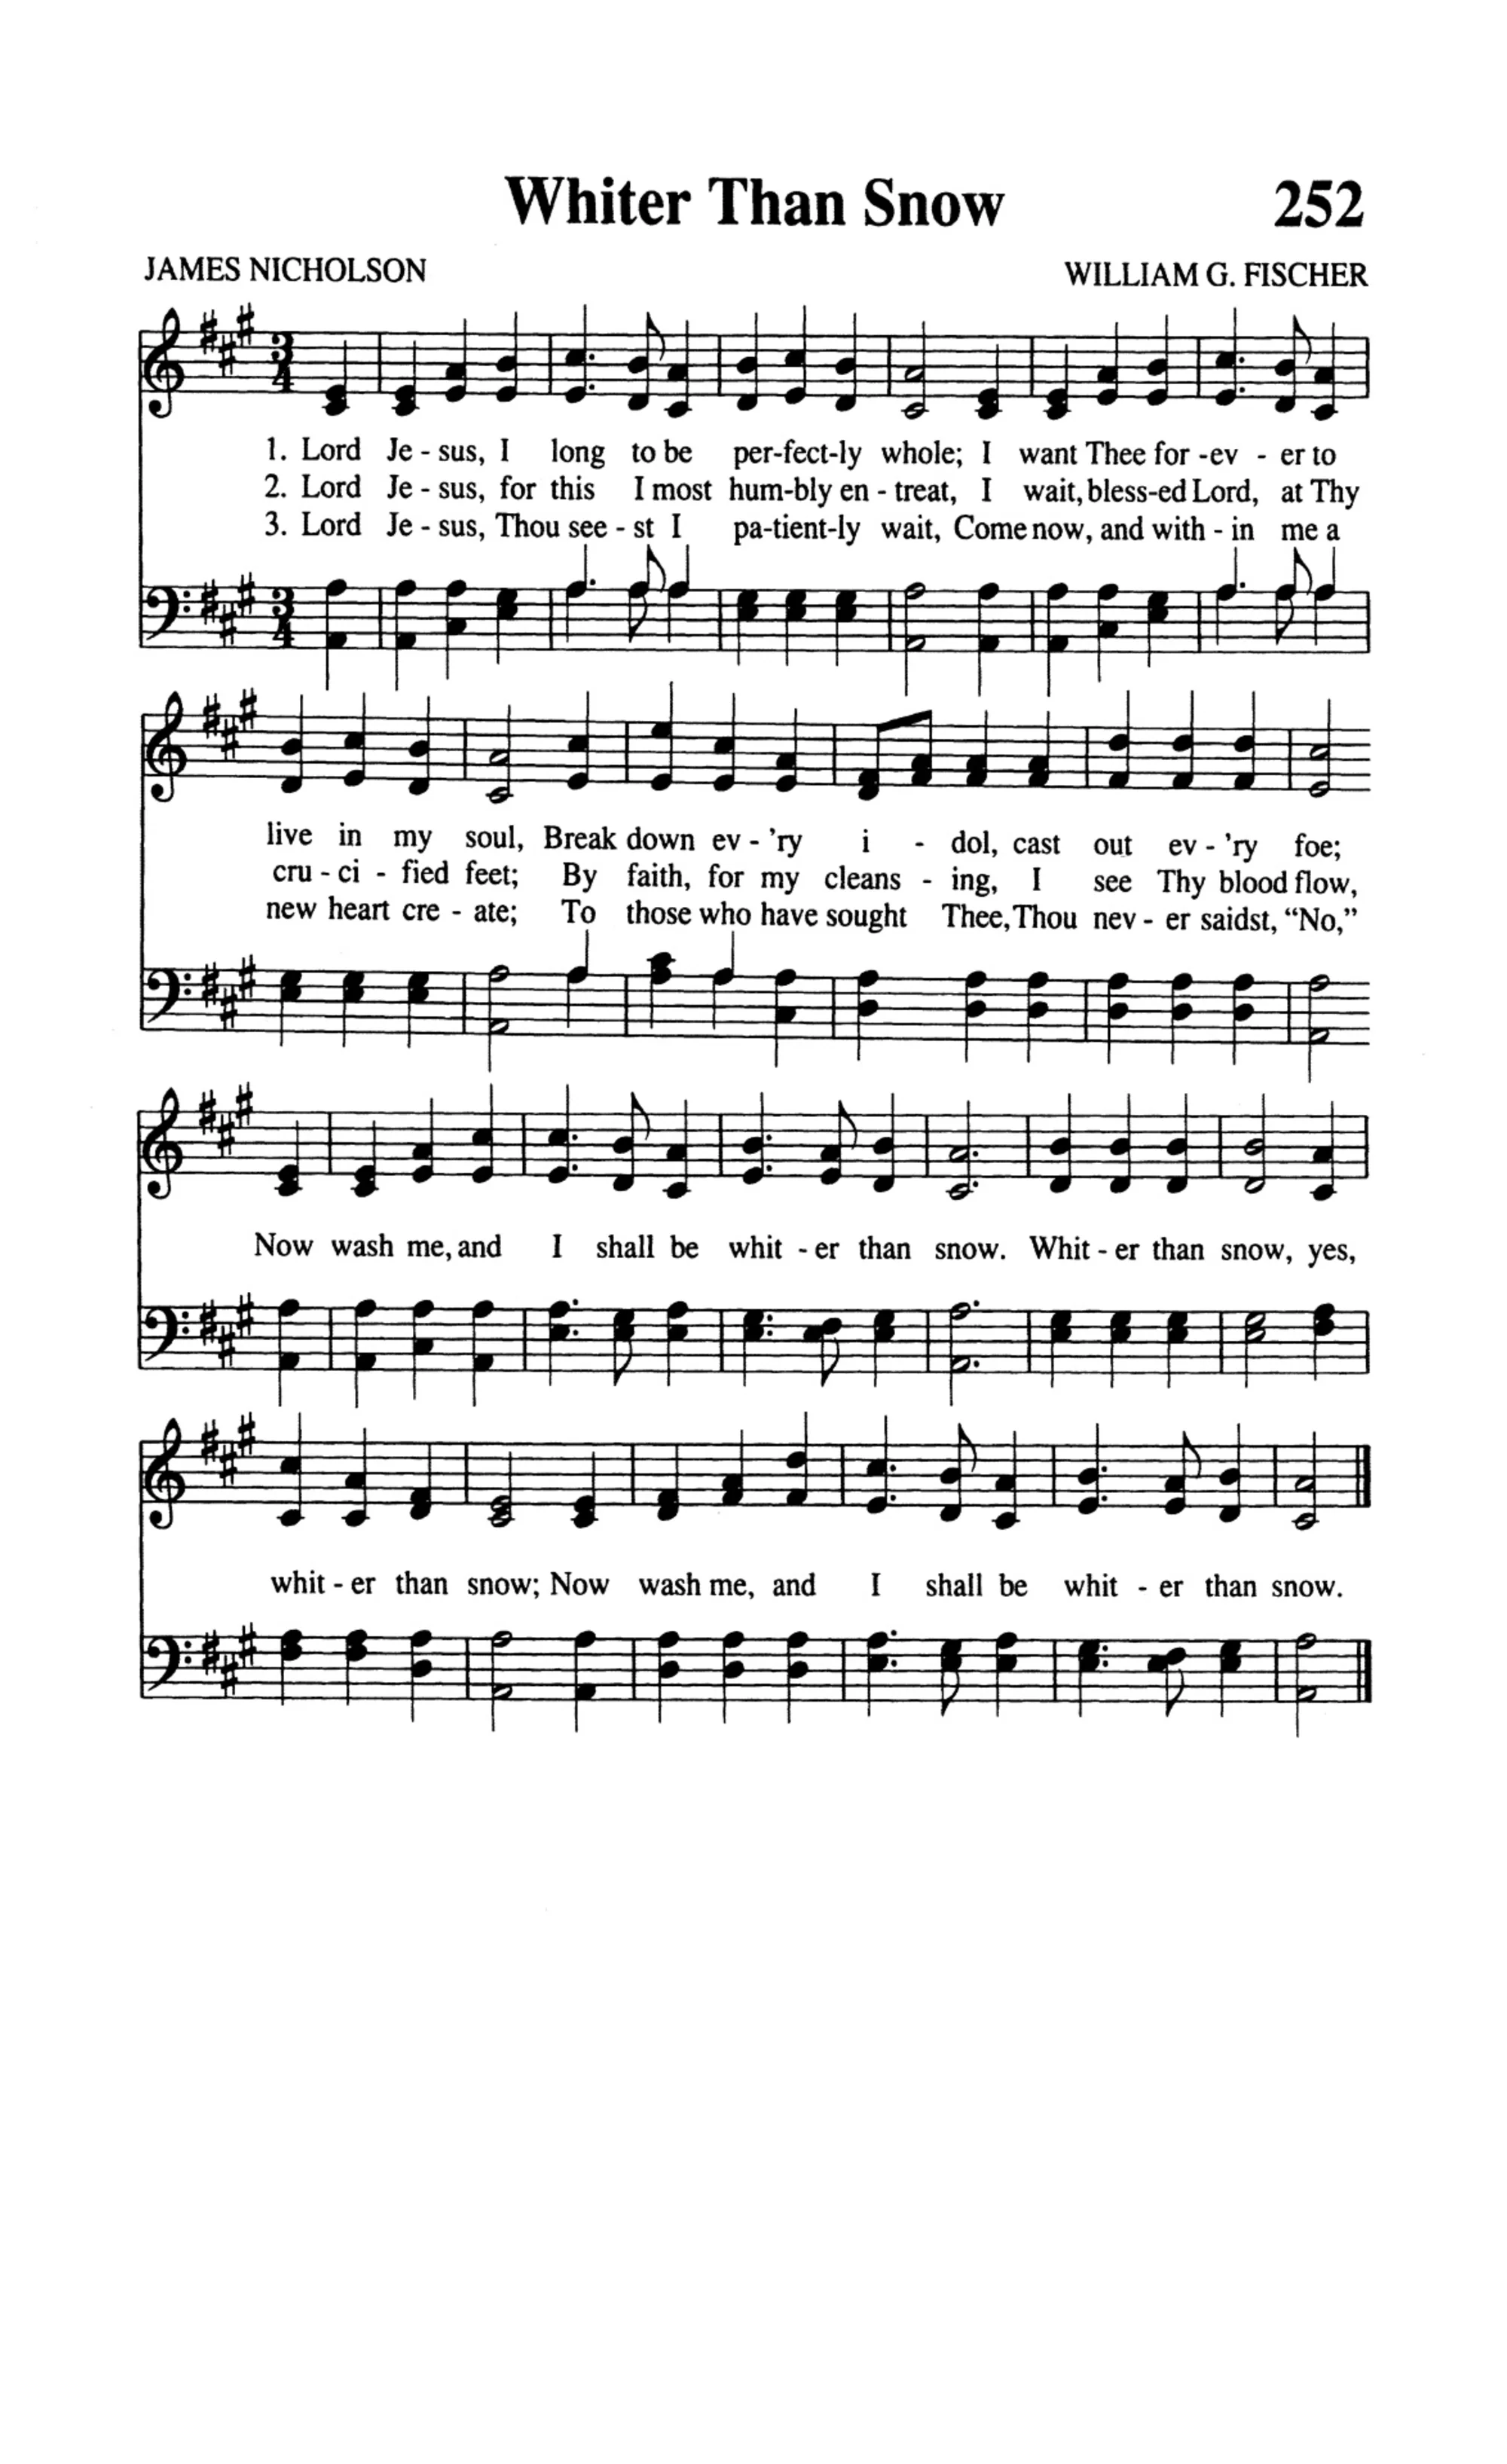 Whiter Than Snow 252
JAMES NICHOLSON WILLIAM G. FISCHER
3 4
1. Lord Je - sus, I long to be per-fect-ly whole; I want Thee for -ev - er to
2. Lord Je - sus, for this I most hum-bly en - treat, I wait, bless-ed Lord, at Thy
3. Lord Je - sus, Thou see - st I pa-tient-ly wait, Come now, and with - in me a
3 4
live in my soul, Break down ev - 'ry i - dol, cast out ev - 'ry foe;
cru - ci - fied feet; By faith, for my cleans - ing, I see Thy blood flow,
new heart cre - ate; To those who have sought Thee, Thou nev - er saidst, “No,”
Now wash me, and I shall be whit - er than snow. Whit - er than snow, yes,
whit - er than snow; Now wash me, and I shall be whit - er than snow.